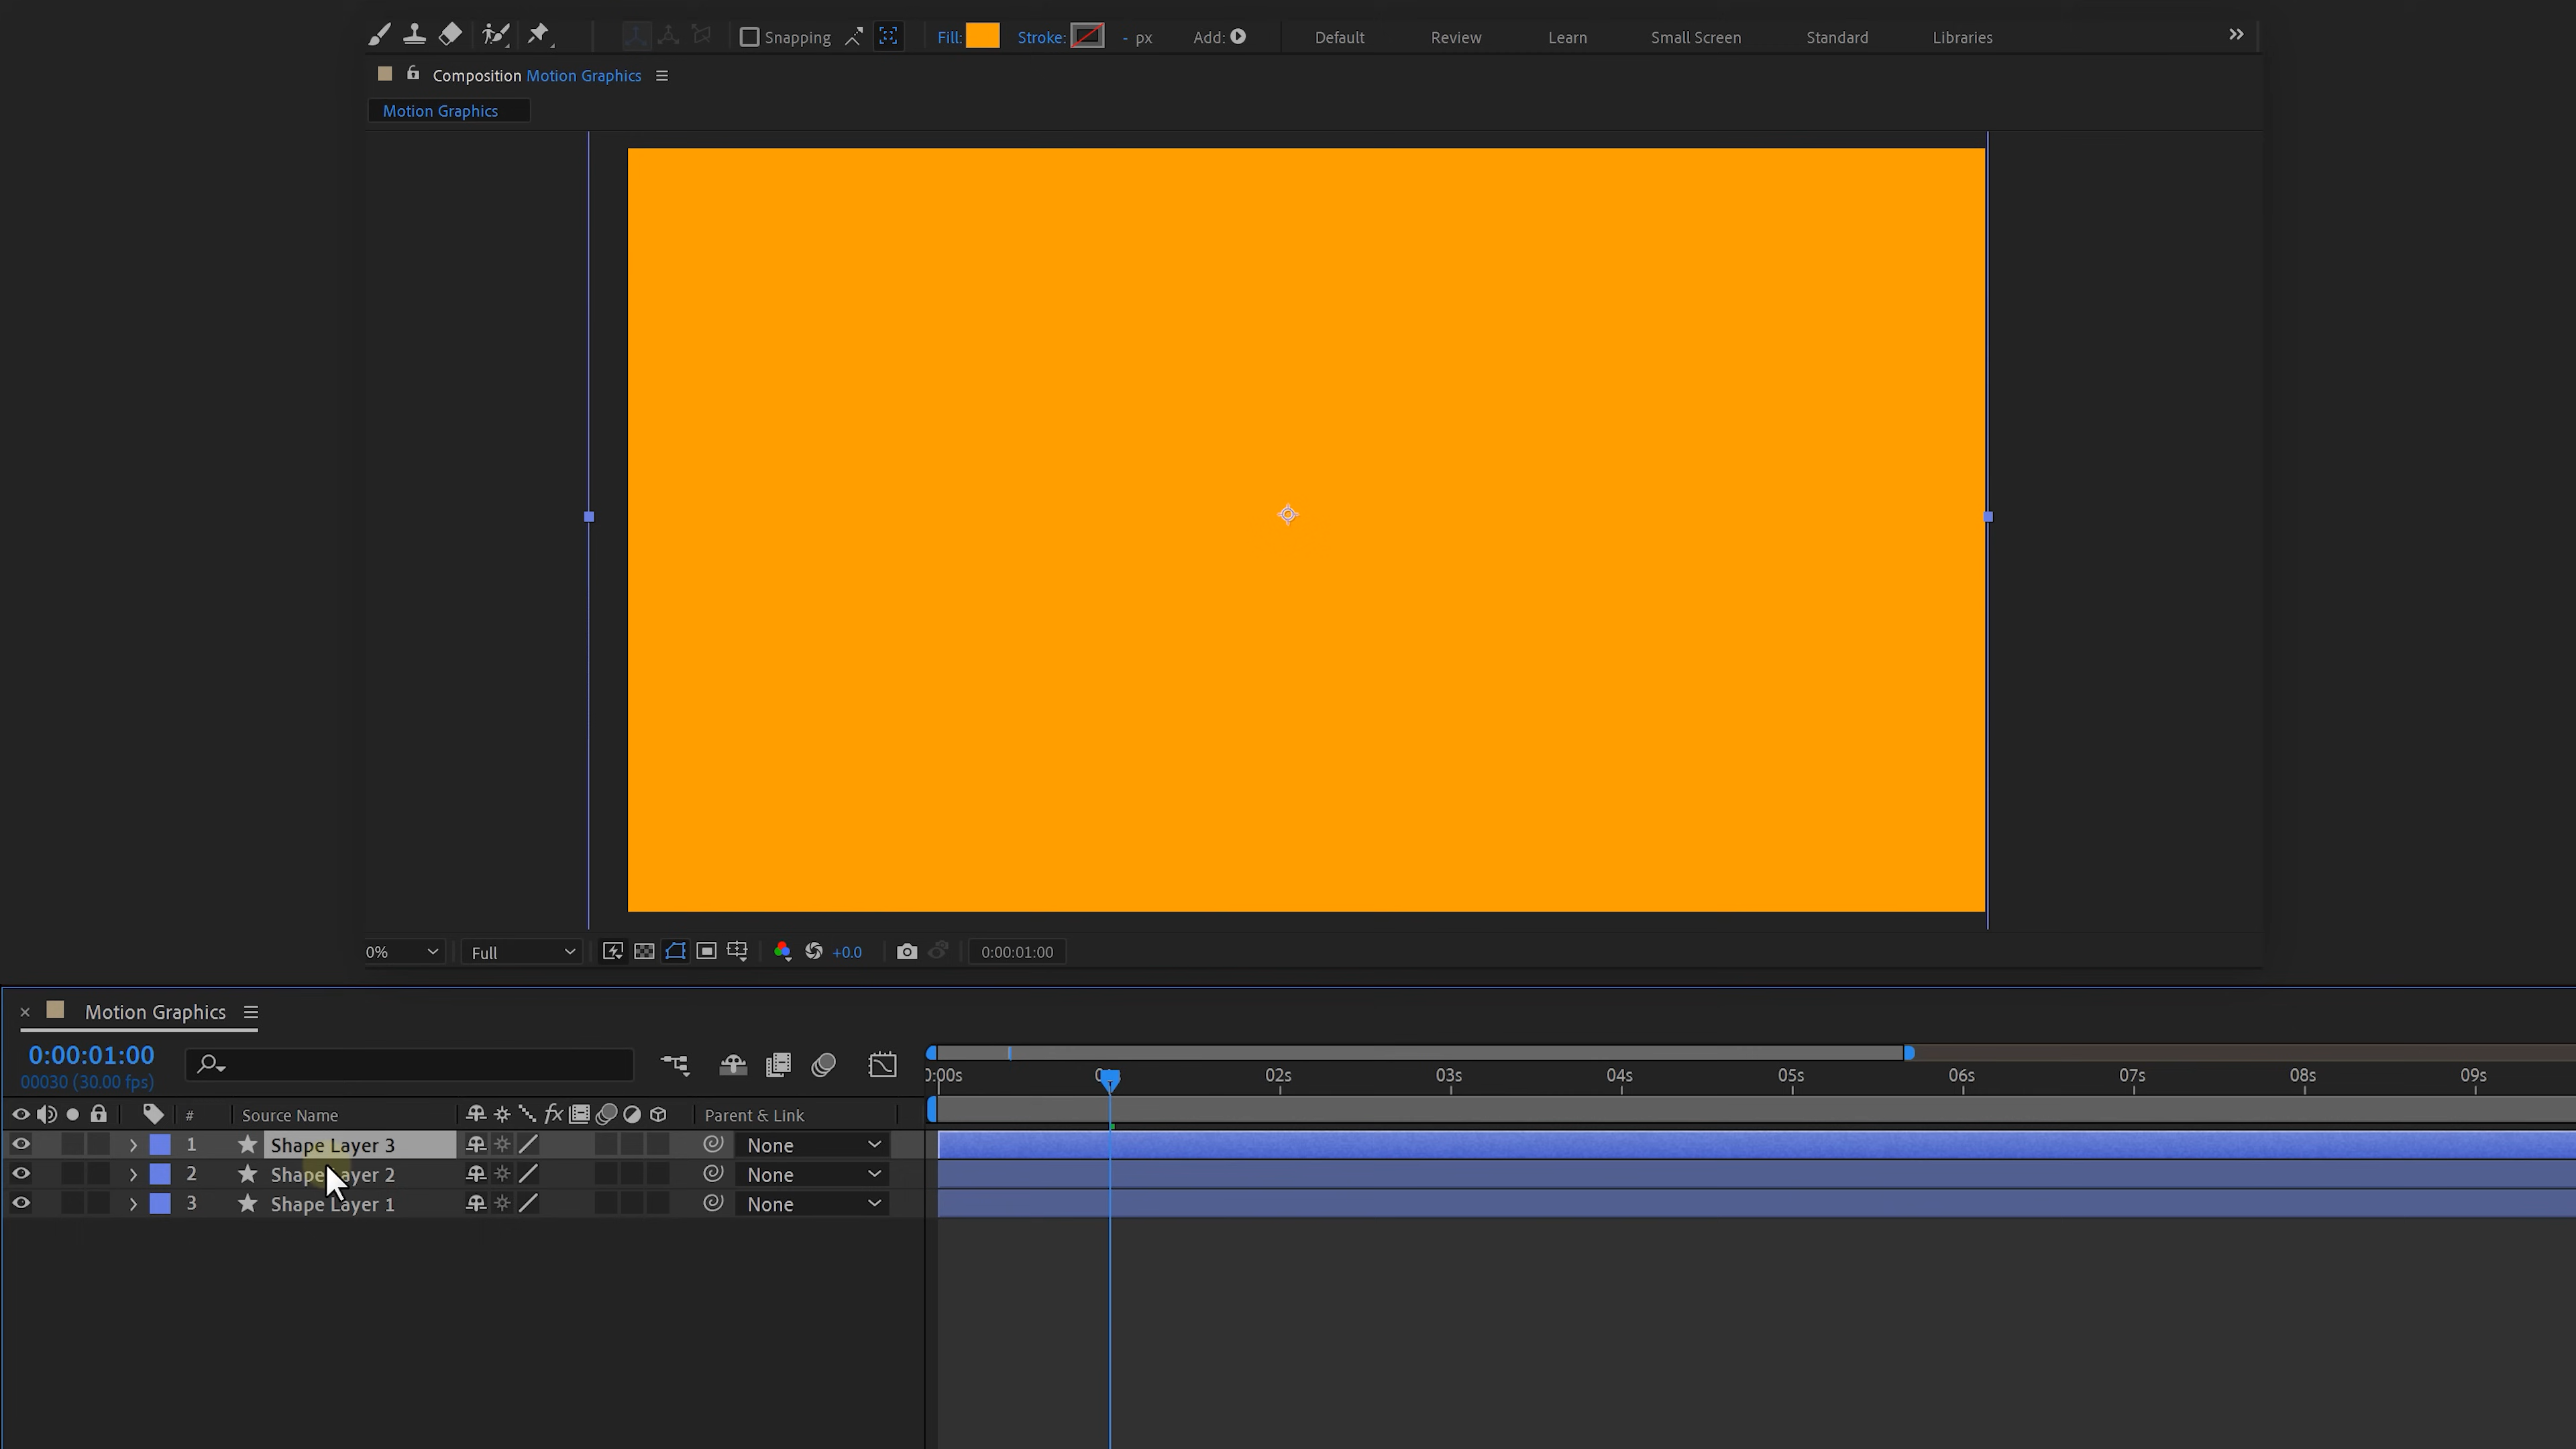 Snapping Fill: Stroke: - px Add: Default Review Learn Small Screen Standard Libraries
Composition Motion Graphics
Motion Graphics
0% Full +0.0 0:00:01:00
Motion Graphics
0:00:01:00
00030 (30.00 fps)
0:00s 02s 03s 04s 05s 06s 07s 08s 09s
# Source Name fx Parent & Link
1 Shape Layer 3 None
2 Shape Layer 2 None
3 Shape Layer 1 None